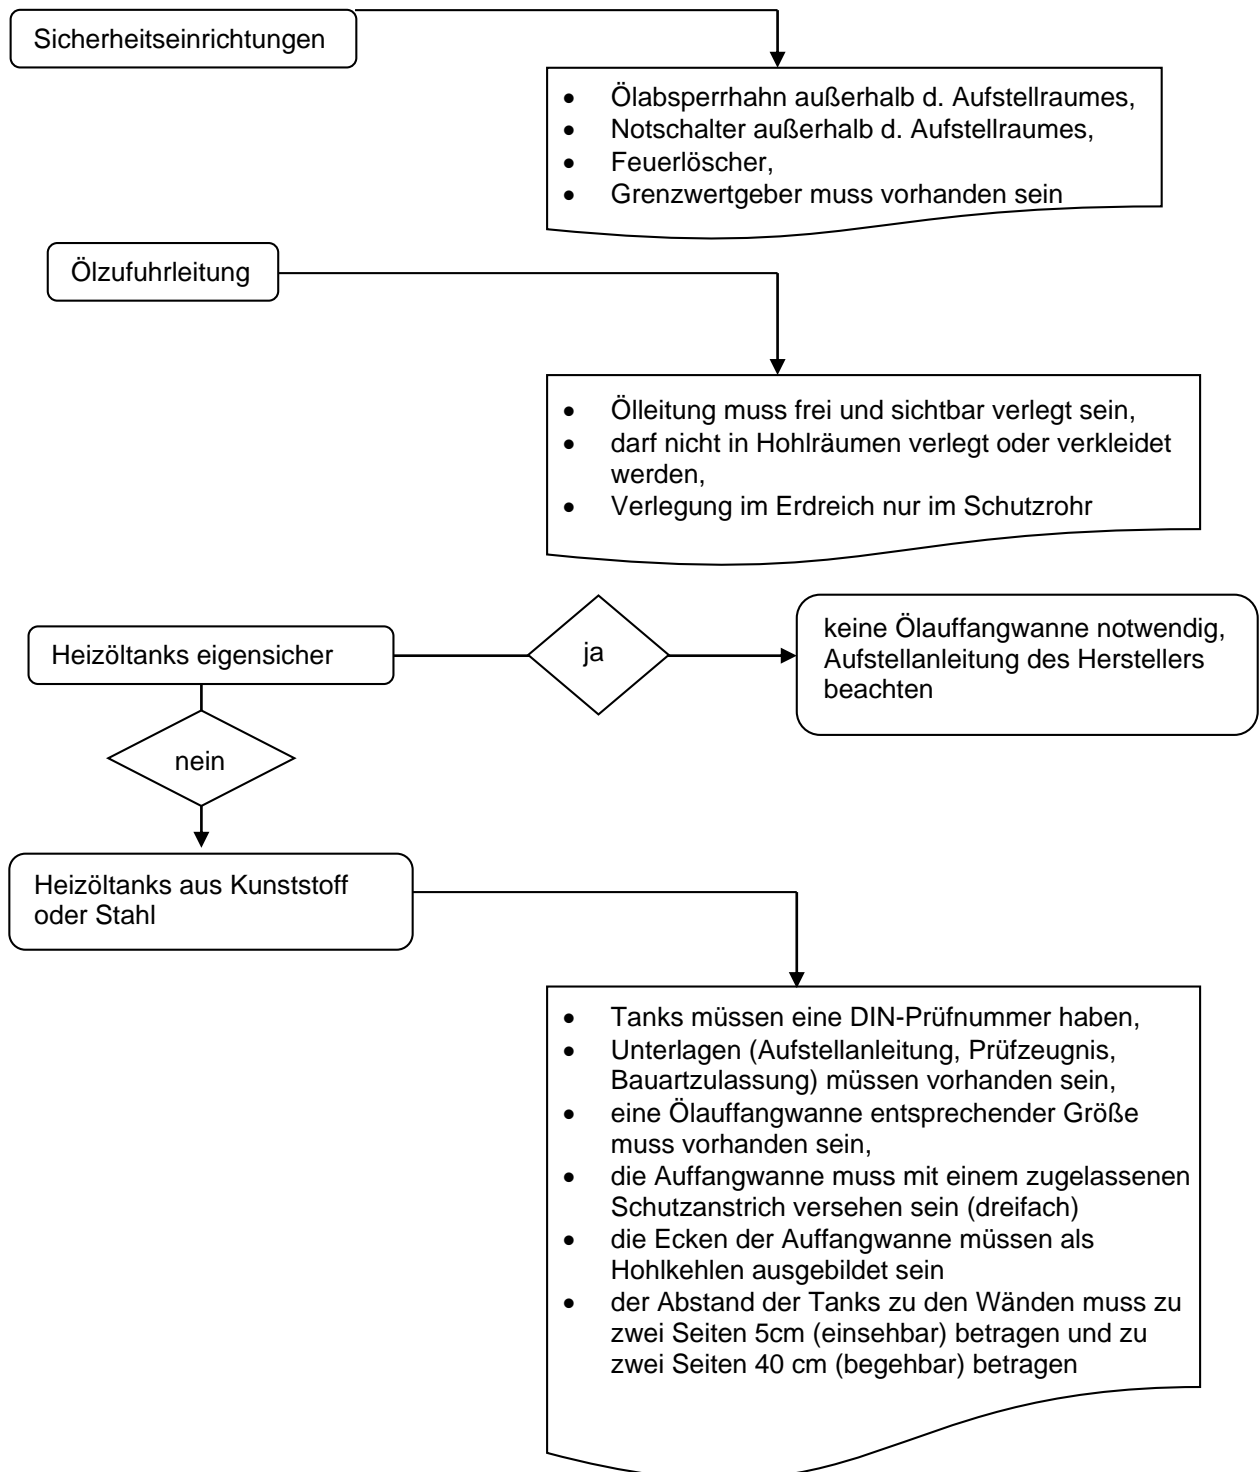 Sicherheitseinrichtungen
• Ölabsperrhahn außerhalb d. Aufstellraumes,
• Notschalter außerhalb d. Aufstellraumes,
• Feuerlöscher,
• Grenzwertgeber muss vorhanden sein
Ölzufuhrleitung
• Ölleitung muss frei und sichtbar verlegt sein,
• darf nicht in Hohlräumen verlegt oder verkleidet
werden,
• Verlegung im Erdreich nur im Schutzrohr
Heizöltanks eigensicher
ja
keine Ölauffangwanne notwendig,
Aufstellanleitung des Herstellers
beachten
nein
Heizöltanks aus Kunststoff
oder Stahl
• Tanks müssen eine DIN-Prüfnummer haben,
• Unterlagen (Aufstellanleitung, Prüfzeugnis,
Bauartzulassung) müssen vorhanden sein,
• eine Ölauffangwanne entsprechender Größe
muss vorhanden sein,
• die Auffangwanne muss mit einem zugelassenen
Schutzanstrich versehen sein (dreifach)
• die Ecken der Auffangwanne müssen als
Hohlkehlen ausgebildet sein
• der Abstand der Tanks zu den Wänden muss zu
zwei Seiten 5cm (einsehbar) betragen und zu
zwei Seiten 40 cm (begehbar) betragen